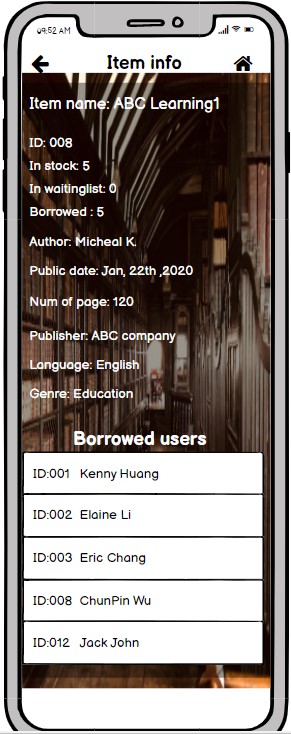 09:52 AM
Item info
Item name: ABC Learning1
ID: 008
In stock: 5
In waitinglist: 0
Borrowed : 5
Author: Micheal K.
Public date: Jan, 22th ,2020
Num of page: 120
Publisher: ABC company
Language: English
Genre: Education
Borrowed users
ID:001 Kenny Huang
ID:002 Elaine Li
ID:003 Eric Chang
ID:008 ChunPin Wu
ID:012 Jack John